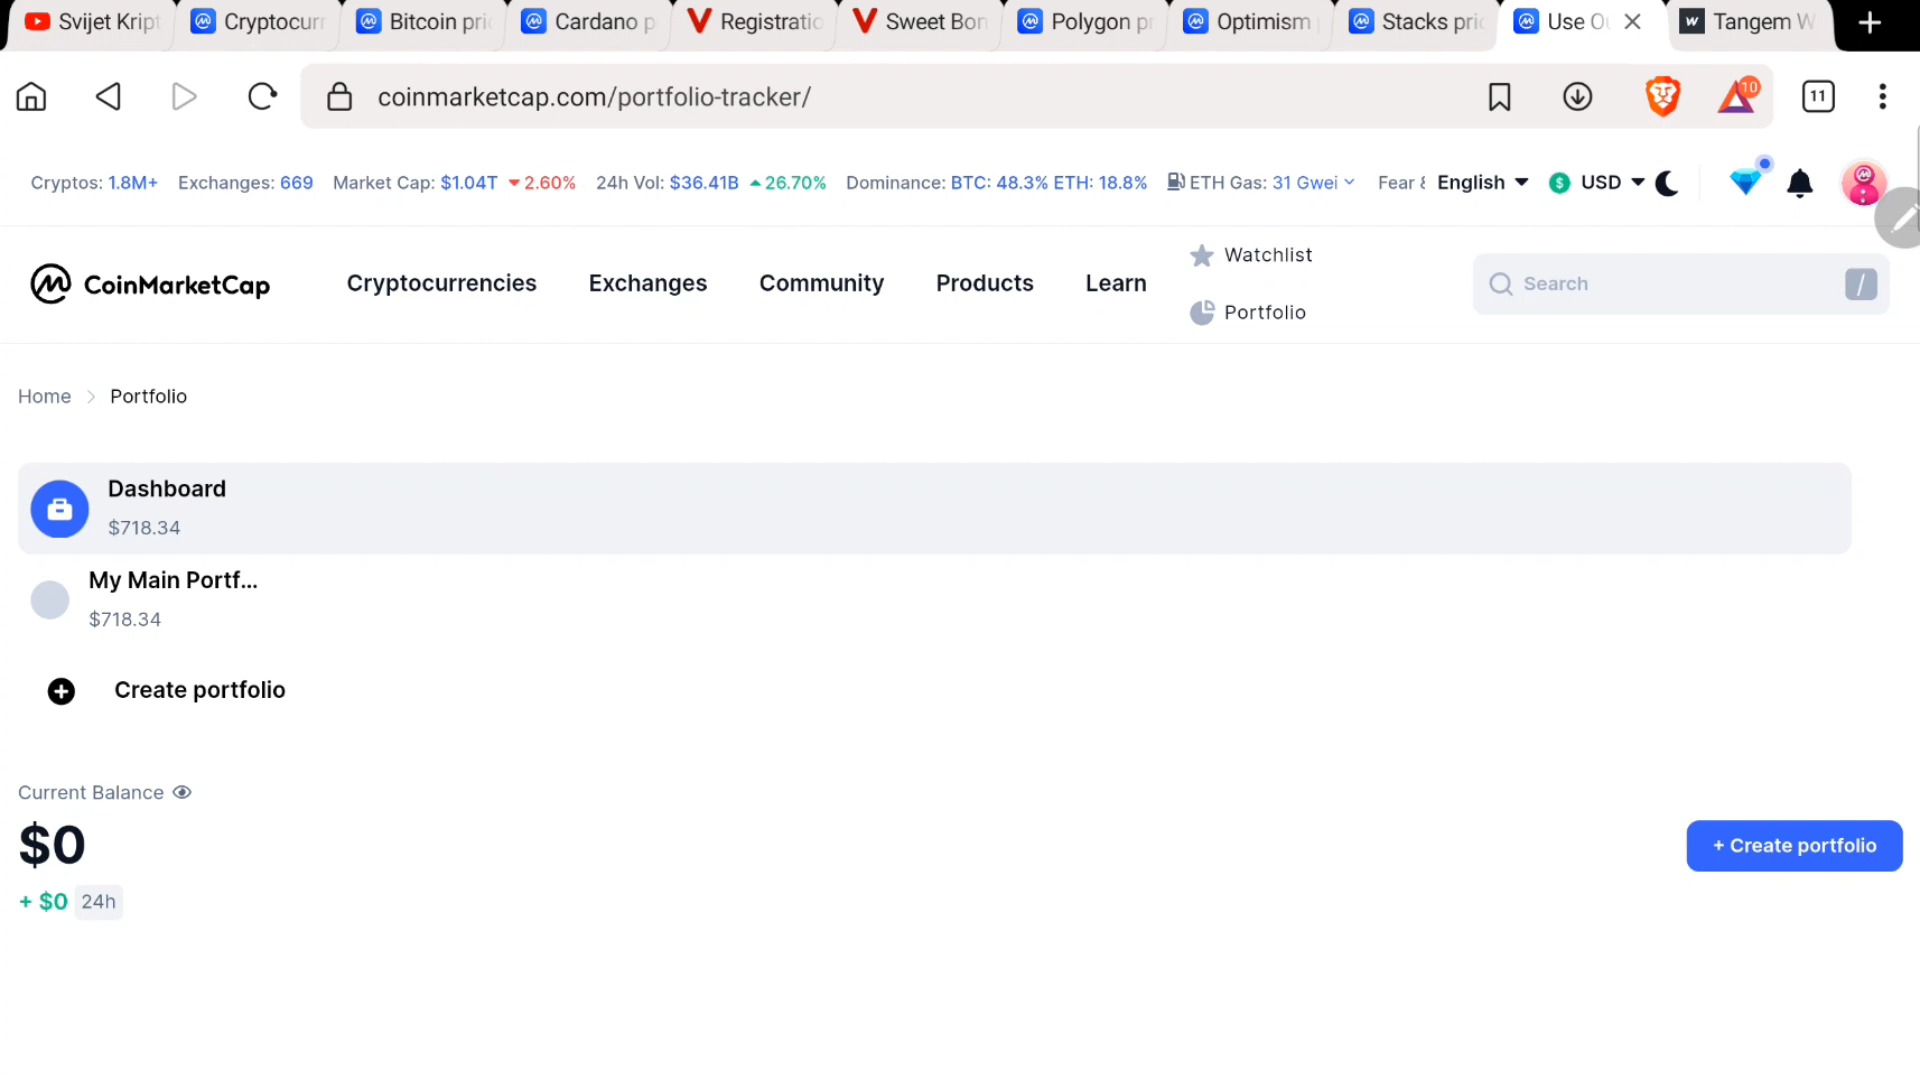 Svijet Kript
Cryptocurr
Bitcoin pri
Cardano p
Registratio
Sweet Bon
Polygon pr
Optimism
Stacks pri
Use Ou
Tangem W
coinmarketcap.com/portfolio-tracker/
10
11
Cryptos: 1.8M+ Exchanges: 669 Market Cap: $1.04T 2.60% 24h Vol: $36.41B 26.70% Dominance: BTC: 48.3% ETH: 18.8% ETH Gas: 31 Gwei Fear & English USD
CoinMarketCap
Cryptocurrencies
Exchanges
Community
Products
Learn
Watchlist
Portfolio
Search
/
Home > Portfolio
Dashboard
$718.34
My Main Portf...
$718.34
Create portfolio
Current Balance
$0
+ $0 24h
+ Create portfolio